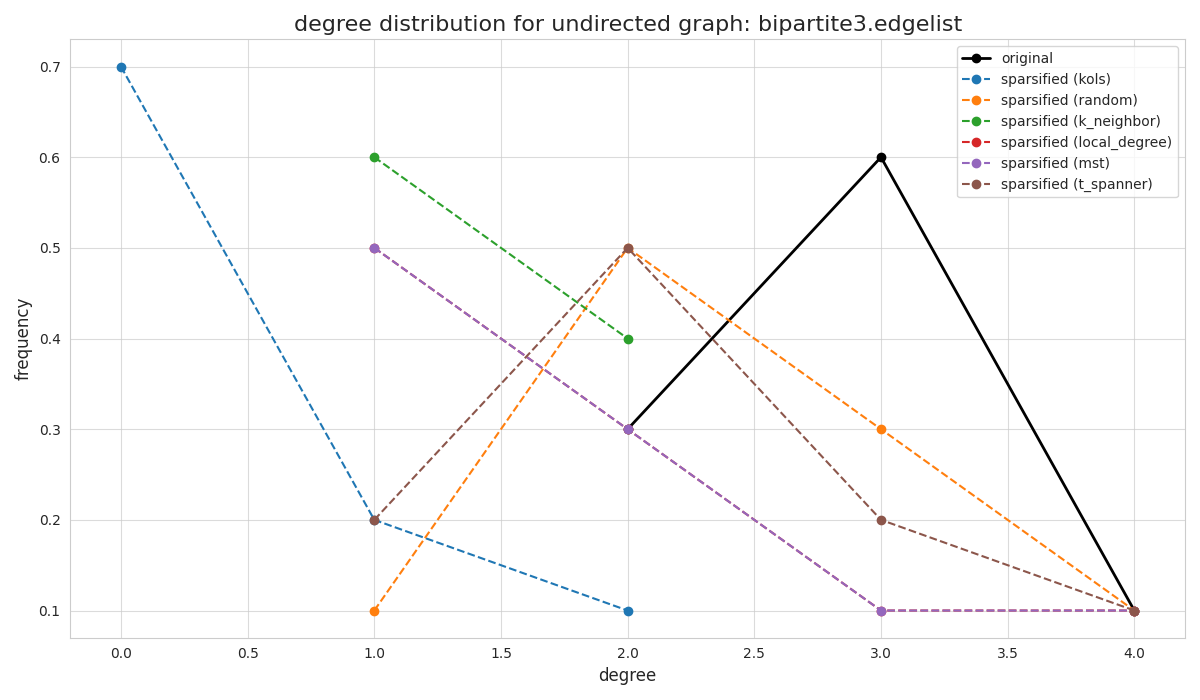 degree distribution for undirected graph: bipartite3.edgelist
original
sparsified (kols)
sparsified (random)
sparsified (k_neighbor)
sparsified (local_degree)
sparsified (mst)
sparsified (t_spanner)
frequency
0.7
0.6
0.5
0.4
0.3
0.2
0.1
0.0 0.5 1.0 1.5 2.0 2.5 3.0 3.5 4.0
degree